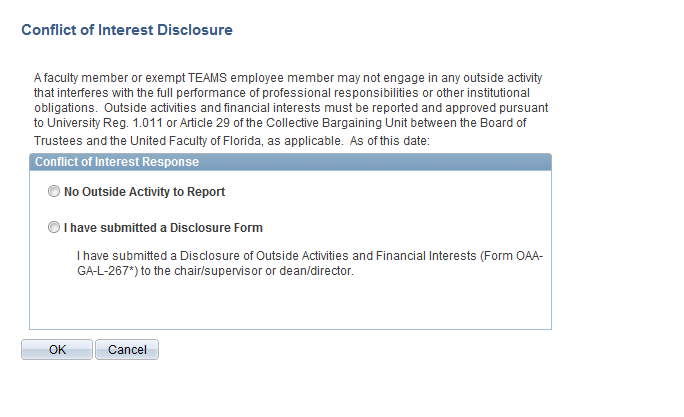 Conflict of Interest Disclosure
A faculty member or exempt TEAMS employee member may not engage in any outside activity
that interferes with the full performance of professional responsibilities or other institutional
obligations.  Outside activities and financial interests must be reported and approved pursuant
to University Reg. 1.011 or Article 29 of the Collective Bargaining Unit between the Board of
Trustees and the United Faculty of Florida, as applicable.  As of this date:
Conflict of Interest Response
No Outside Activity to Report
I have submitted a Disclosure Form
I have submitted a Disclosure of Outside Activities and Financial Interests (Form OAA-
GA-L-267*) to the chair/supervisor or dean/director.
OK Cancel